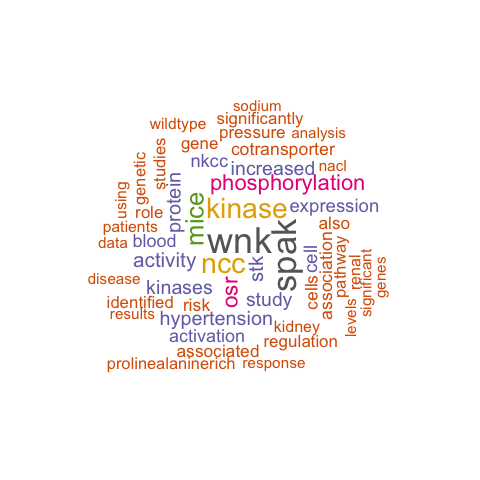 sodium
significantly
wildtype
pressure
analysis
gene
cotransporter
studies
nkcc
increased
nacl
genetic
phosphorylation
protein
using
mice
kinase
expression
role
patients
wnk
also
data
blood
spak
cell
association
pathway
activity
ncc
stk
renal
significant
genes
disease
kinases
osr
cells
identified
risk
study
levels
results
hypertension
kidney
activation
regulation
associated
prolinealaninerich
response